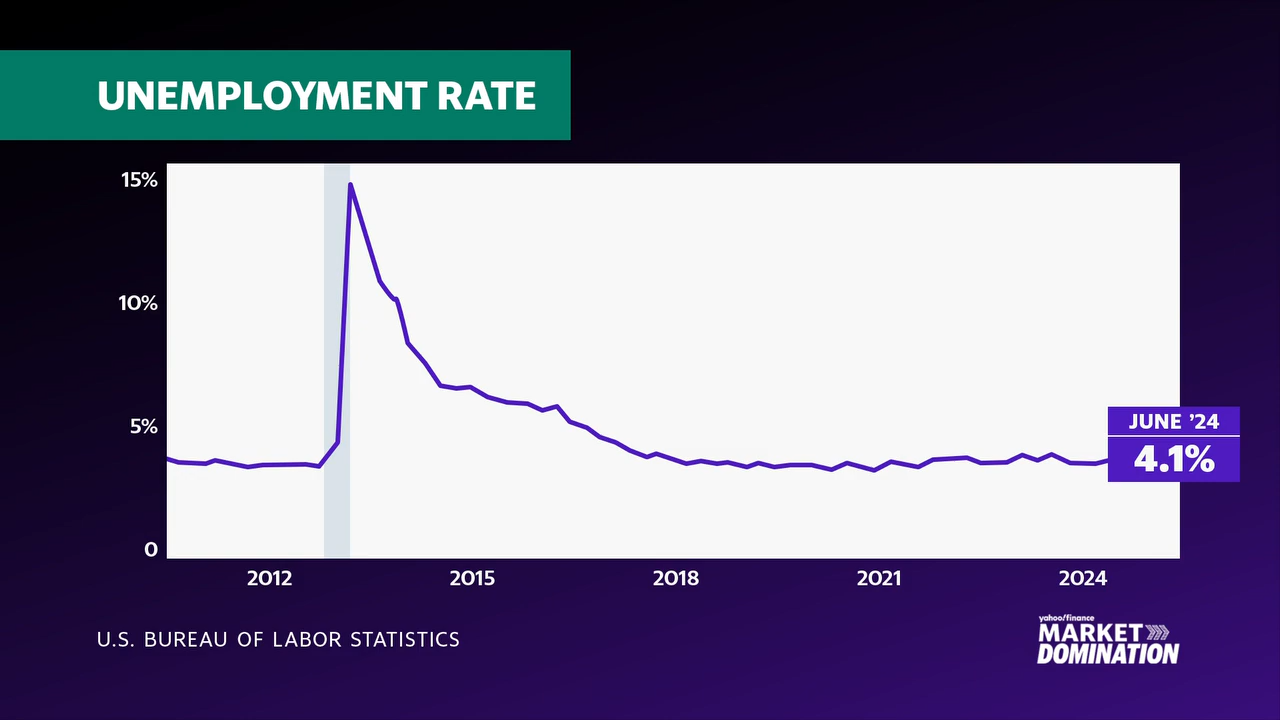 UNEMPLOYMENT RATE
15%
10%
5%
0
JUNE ’24
4.1%
2012 2015 2018 2021 2024
U.S. BUREAU OF LABOR STATISTICS
yahoo!finance
MARKET
DOMINATION